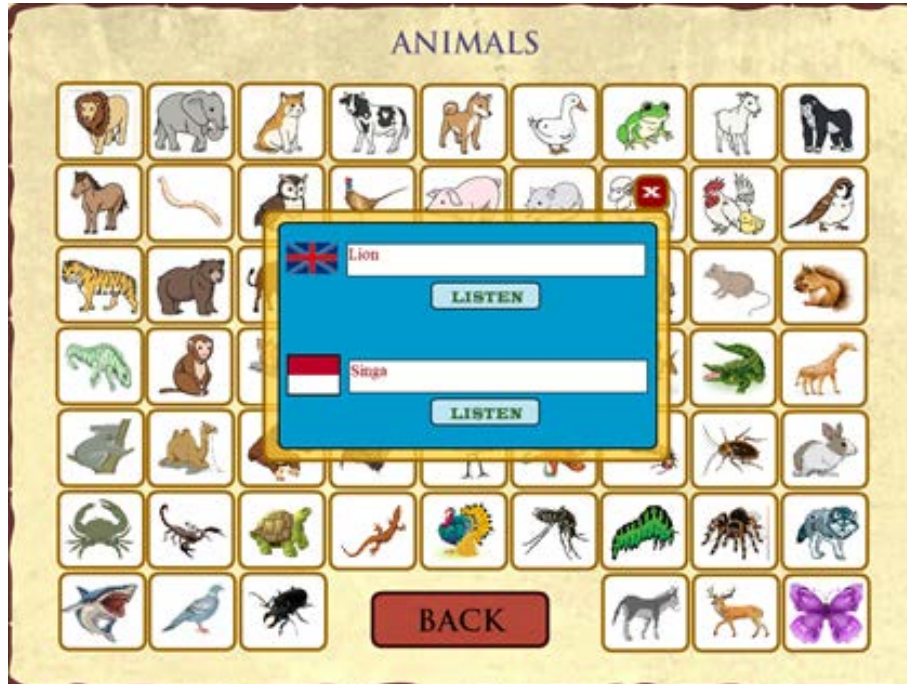 ANIMALS
X
Lion
LISTEN
Singa
LISTEN
BACK